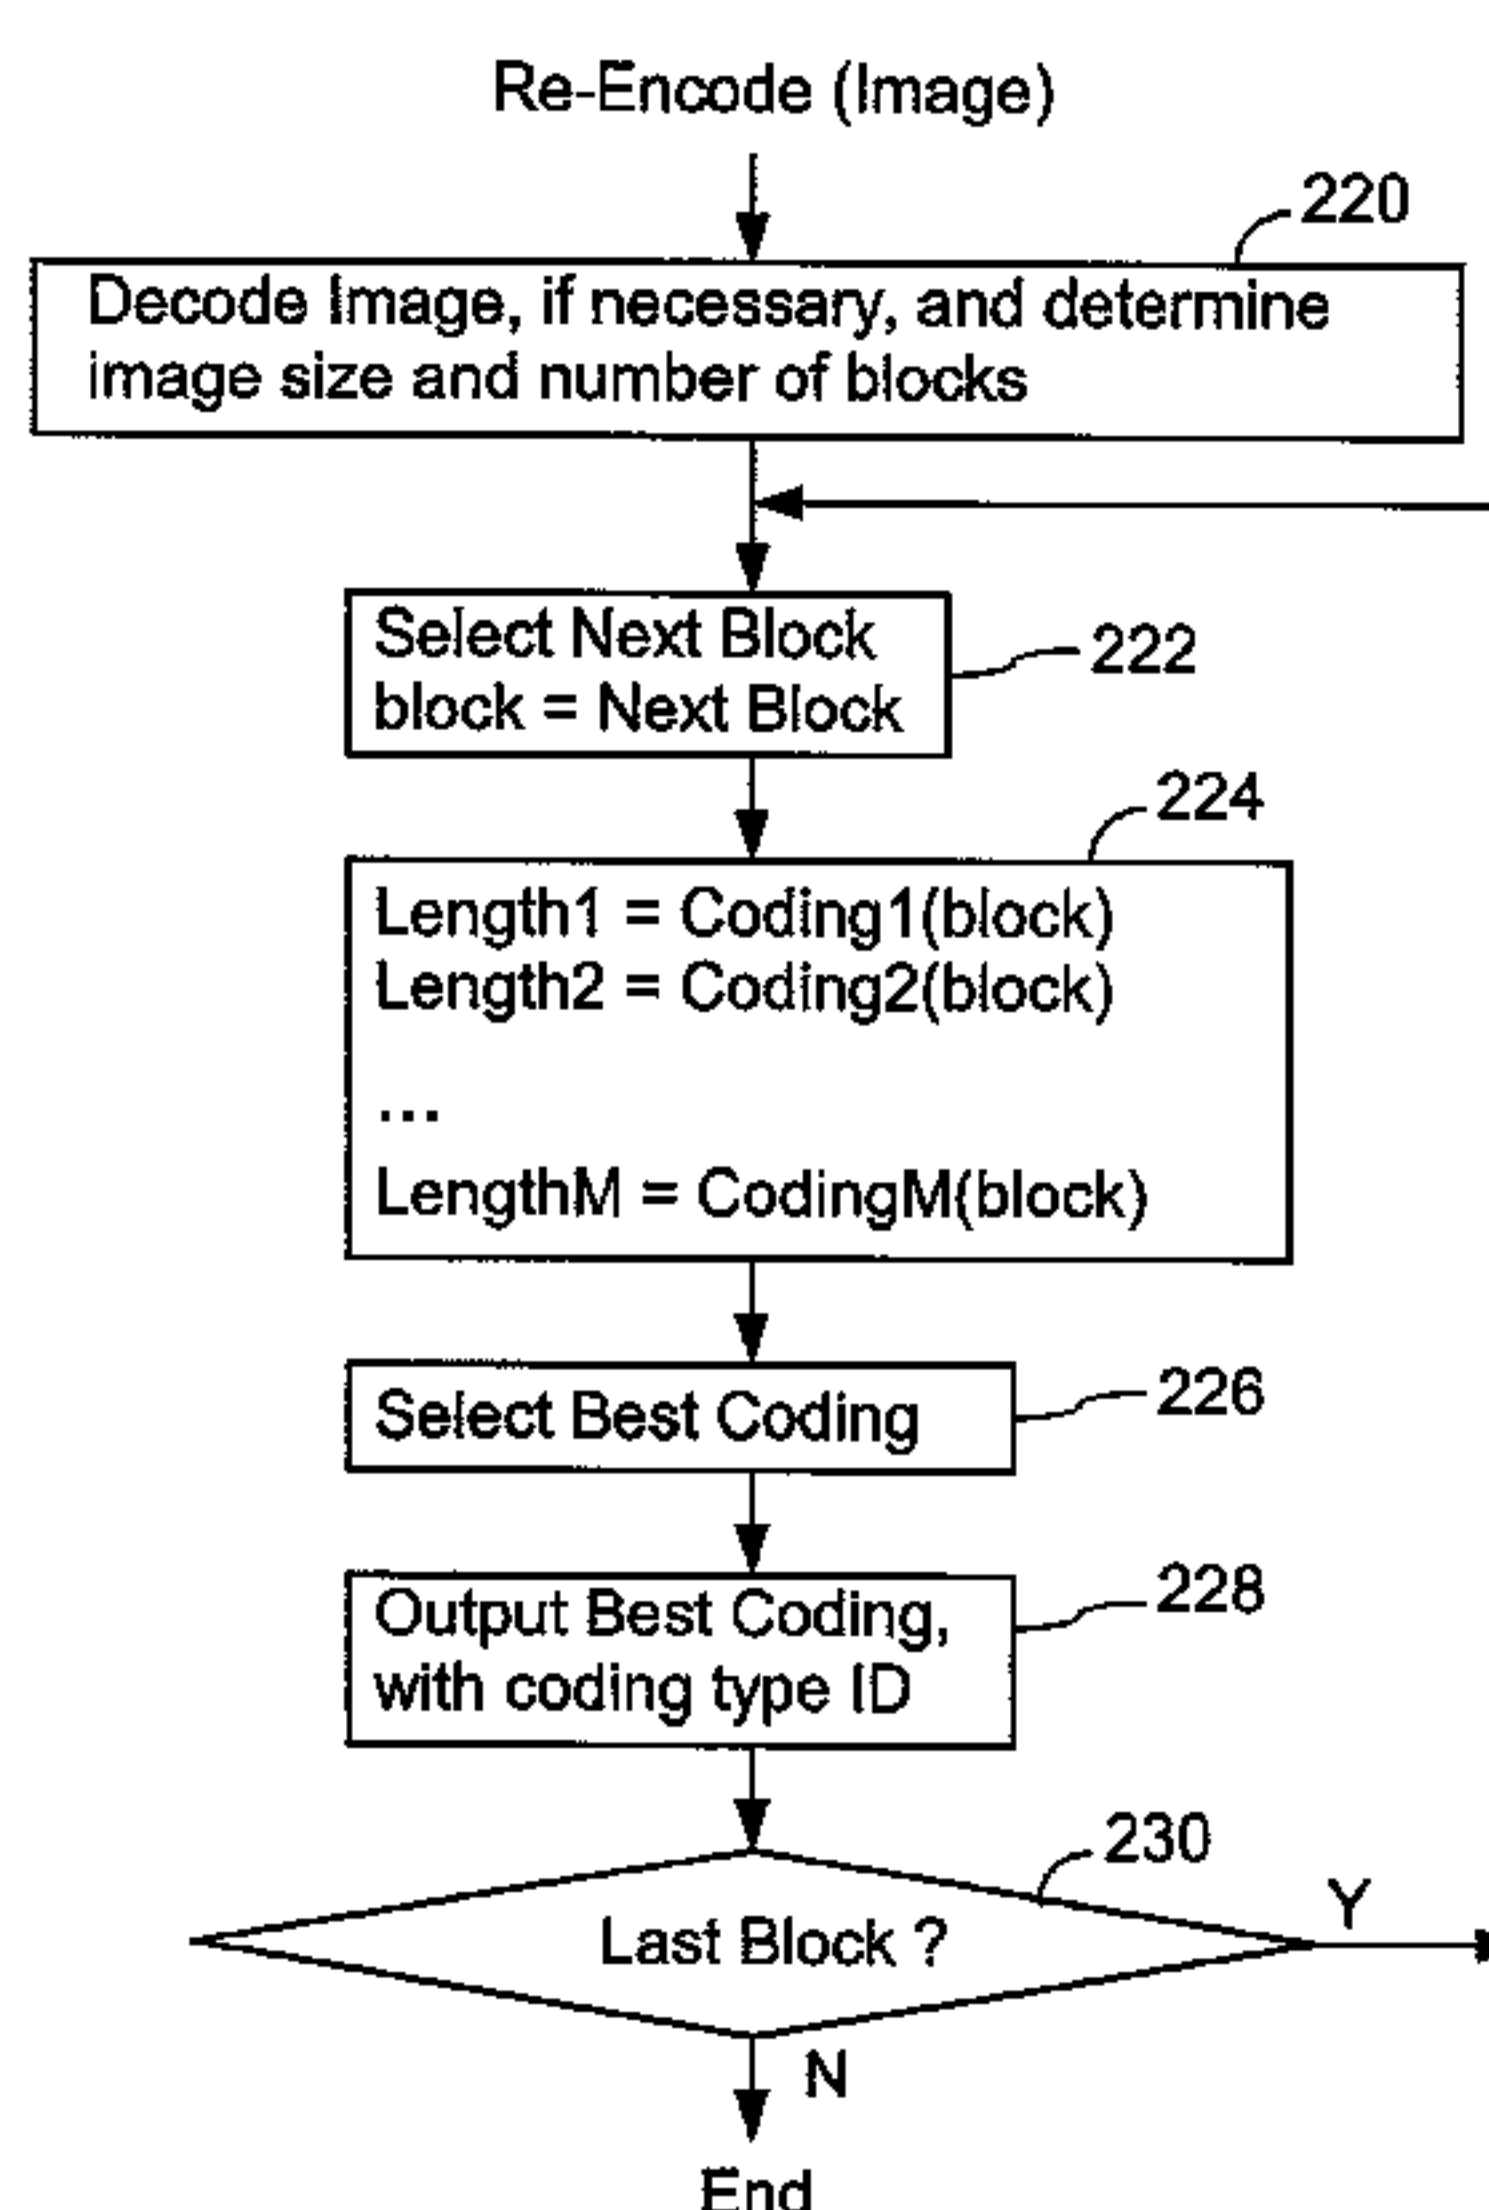 Re-Encode (Image)
220
Decode Image, if necessary, and determine
image size and number of blocks
Select Next Block
block = Next Block
222
224
Length1 = Coding1(block)
Length2 = Coding2(block)
...
LengthM = CodingM(block)
Select Best Coding
226
Output Best Coding,
with coding type ID
228
230
Last Block ?
Y
N
End